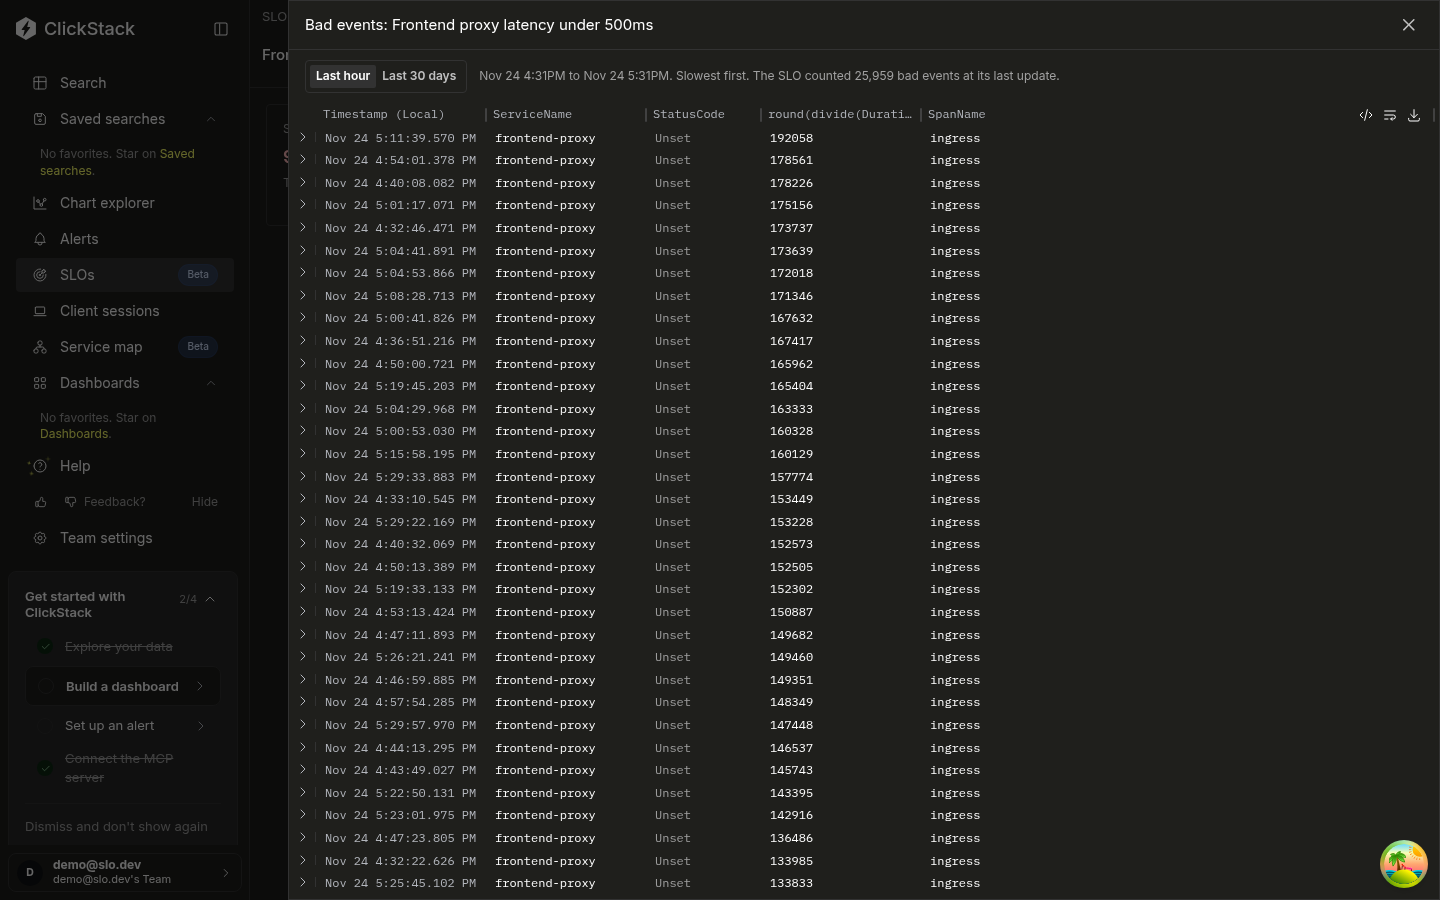 ClickStack
Search
Saved searches
No favorites. Star on Saved
searches.
Chart explorer
Alerts
SLOs Beta
Client sessions
Service map Beta
Dashboards
No favorites. Star on
Dashboards.
Help
Feedback? Hide
Team settings
Get started with
ClickStack
2/4
Explore your data
Build a dashboard
Set up an alert
Connect the MCP
server
Dismiss and don't show again
D
demo@slo.dev
demo@slo.dev's Team
SLO
Fron
Bad events: Frontend proxy latency under 500ms
Last hour Last 30 days Nov 24 4:31PM to Nov 24 5:31PM. Slowest first. The SLO counted 25,959 bad events at its last update.
Timestamp (Local) ServiceName StatusCode round(divide(Durati… SpanName
Nov 24 5:11:39.570 PM frontend-proxy Unset 192058 ingress
Nov 24 4:54:01.378 PM frontend-proxy Unset 178561 ingress
Nov 24 4:40:08.082 PM frontend-proxy Unset 178226 ingress
Nov 24 5:01:17.071 PM frontend-proxy Unset 175156 ingress
Nov 24 4:32:46.471 PM frontend-proxy Unset 173737 ingress
Nov 24 5:04:41.891 PM frontend-proxy Unset 173639 ingress
Nov 24 5:04:53.866 PM frontend-proxy Unset 172018 ingress
Nov 24 5:08:28.713 PM frontend-proxy Unset 171346 ingress
Nov 24 5:00:41.826 PM frontend-proxy Unset 167632 ingress
Nov 24 4:36:51.216 PM frontend-proxy Unset 167417 ingress
Nov 24 4:50:00.721 PM frontend-proxy Unset 165962 ingress
Nov 24 5:19:45.203 PM frontend-proxy Unset 165404 ingress
Nov 24 5:04:29.968 PM frontend-proxy Unset 163333 ingress
Nov 24 5:00:53.030 PM frontend-proxy Unset 160328 ingress
Nov 24 5:15:58.195 PM frontend-proxy Unset 160129 ingress
Nov 24 5:29:33.883 PM frontend-proxy Unset 157774 ingress
Nov 24 4:33:10.545 PM frontend-proxy Unset 153449 ingress
Nov 24 5:29:22.169 PM frontend-proxy Unset 153228 ingress
Nov 24 4:40:32.069 PM frontend-proxy Unset 152573 ingress
Nov 24 4:50:13.389 PM frontend-proxy Unset 152505 ingress
Nov 24 5:19:33.133 PM frontend-proxy Unset 152302 ingress
Nov 24 4:53:13.424 PM frontend-proxy Unset 150887 ingress
Nov 24 4:47:11.893 PM frontend-proxy Unset 149682 ingress
Nov 24 5:26:21.241 PM frontend-proxy Unset 149460 ingress
Nov 24 4:46:59.885 PM frontend-proxy Unset 149351 ingress
Nov 24 4:57:54.285 PM frontend-proxy Unset 148349 ingress
Nov 24 5:29:57.970 PM frontend-proxy Unset 147448 ingress
Nov 24 4:44:13.295 PM frontend-proxy Unset 146537 ingress
Nov 24 4:43:49.027 PM frontend-proxy Unset 145743 ingress
Nov 24 5:22:50.131 PM frontend-proxy Unset 143395 ingress
Nov 24 5:23:01.975 PM frontend-proxy Unset 142916 ingress
Nov 24 4:47:23.805 PM frontend-proxy Unset 136486 ingress
Nov 24 4:32:22.626 PM frontend-proxy Unset 133985 ingress
Nov 24 5:25:45.102 PM frontend-proxy Unset 133833 ingress